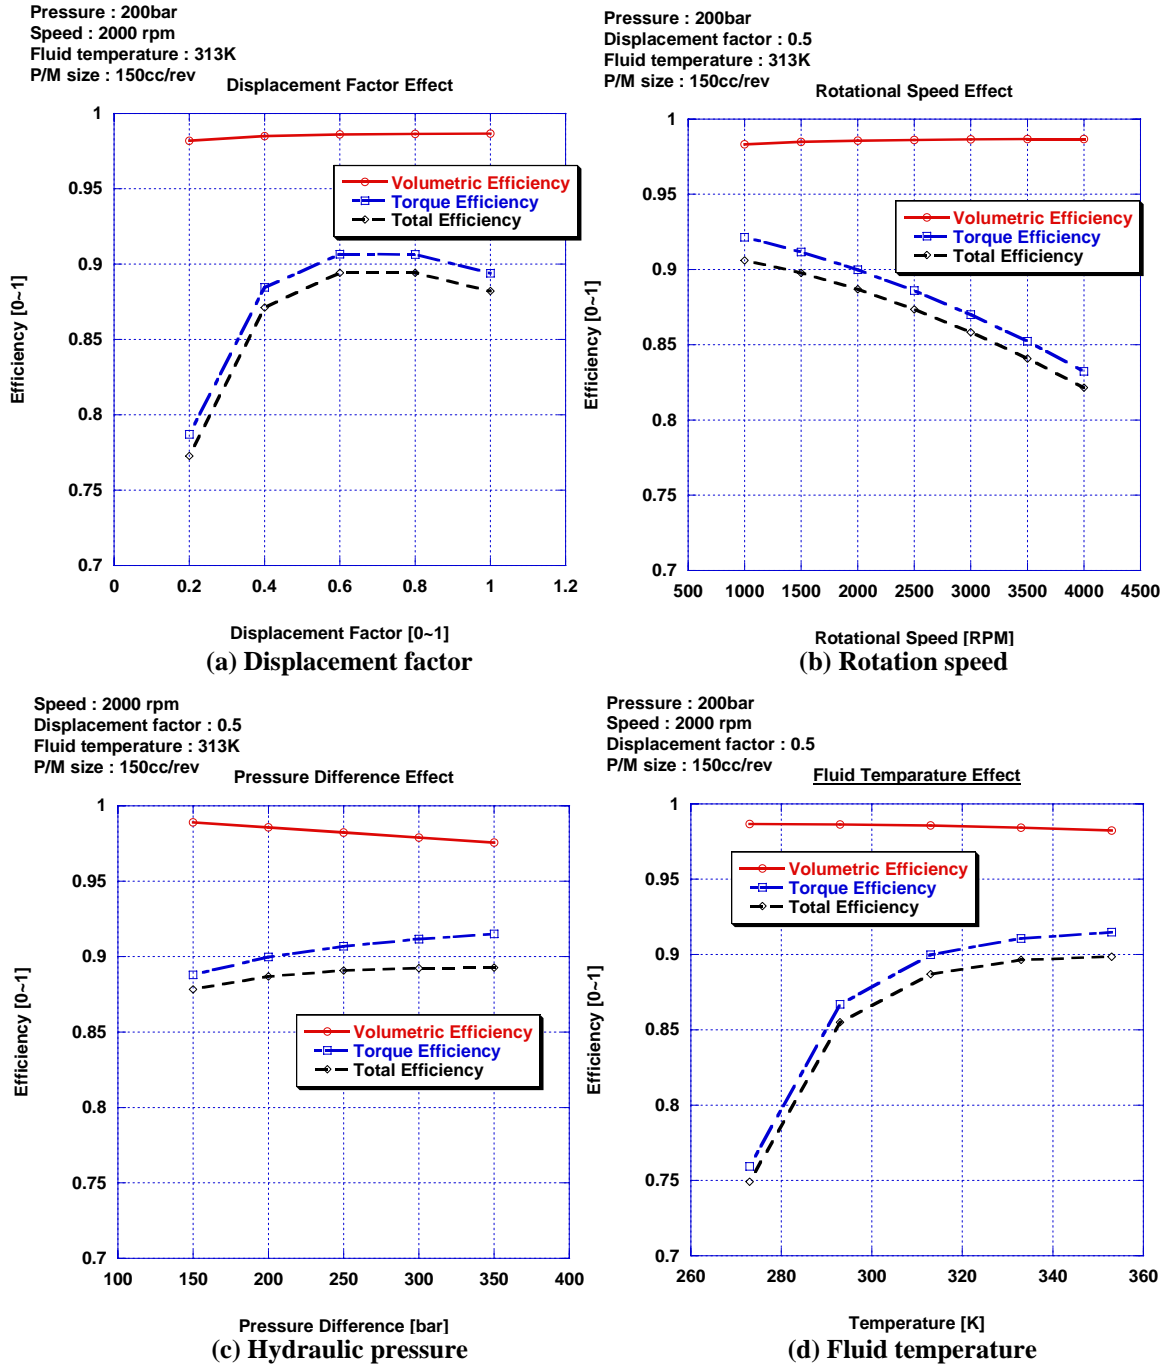 Pressure : 200bar
Speed : 2000 rpm
Fluid temperature : 313K
P/M size : 150cc/rev
Displacement Factor Effect
1
0.95
0.9
0.85
0.8
0.75
0.7
Efficiency [0~1]
Volumetric Efficiency
Torque Efficiency
Total Efficiency
0 0.2 0.4 0.6 0.8 1 1.2
Displacement Factor [0~1]
(a) Displacement factor
Pressure : 200bar
Displacement factor : 0.5
Fluid temperature : 313K
P/M size : 150cc/rev
Rotational Speed Effect
1
0.95
0.9
0.85
0.8
0.75
0.7
Efficiency [0~1]
Volumetric Efficiency
Torque Efficiency
Total Efficiency
500 1000 1500 2000 2500 3000 3500 4000 4500
Rotational Speed [RPM]
(b) Rotation speed
Speed : 2000 rpm
Displacement factor : 0.5
Fluid temperature : 313K
P/M size : 150cc/rev
Pressure Difference Effect
1
0.95
0.9
0.85
0.8
0.75
0.7
Efficiency [0~1]
Volumetric Efficiency
Torque Efficiency
Total Efficiency
100 150 200 250 300 350 400
Pressure Difference [bar]
(c) Hydraulic pressure
Pressure : 200bar
Speed : 2000 rpm
Displacement factor : 0.5
P/M size : 150cc/rev
Fluid Temparature Effect
1
0.95
0.9
0.85
0.8
0.75
0.7
Efficiency [0~1]
Volumetric Efficiency
Torque Efficiency
Total Efficiency
260 280 300 320 340 360
Temperature [K]
(d) Fluid temperature